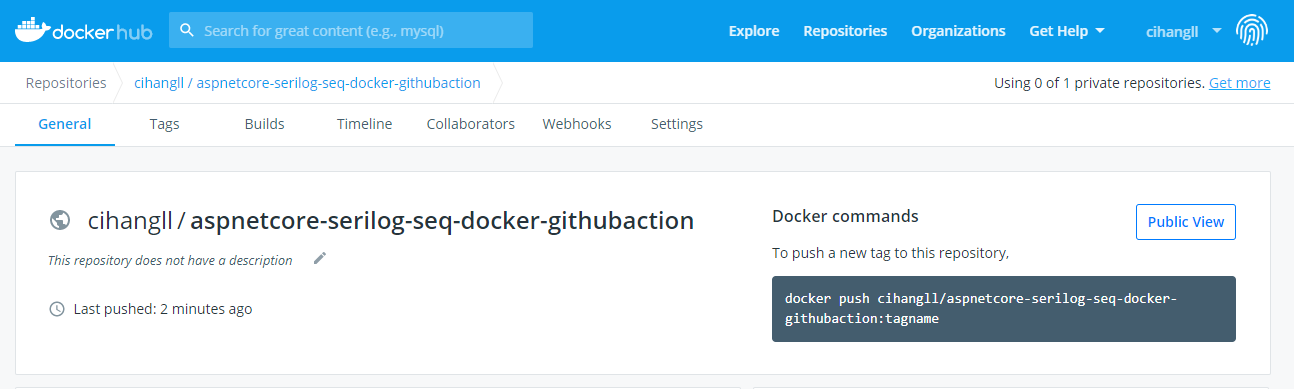 dockerhub Search for great content (e.g., mysql) Explore Repositories Organizations Get Help cihangll
Repositories cihangll / aspnetcore-serilog-seq-docker-githubaction Using 0 of 1 private repositories. Get more
General Tags Builds Timeline Collaborators Webhooks Settings
cihangll / aspnetcore-serilog-seq-docker-githubaction
This repository does not have a description
Last pushed: 2 minutes ago
Docker commands
Public View
To push a new tag to this repository,
docker push cihangll/aspnetcore-serilog-seq-docker-
githubaction:tagname